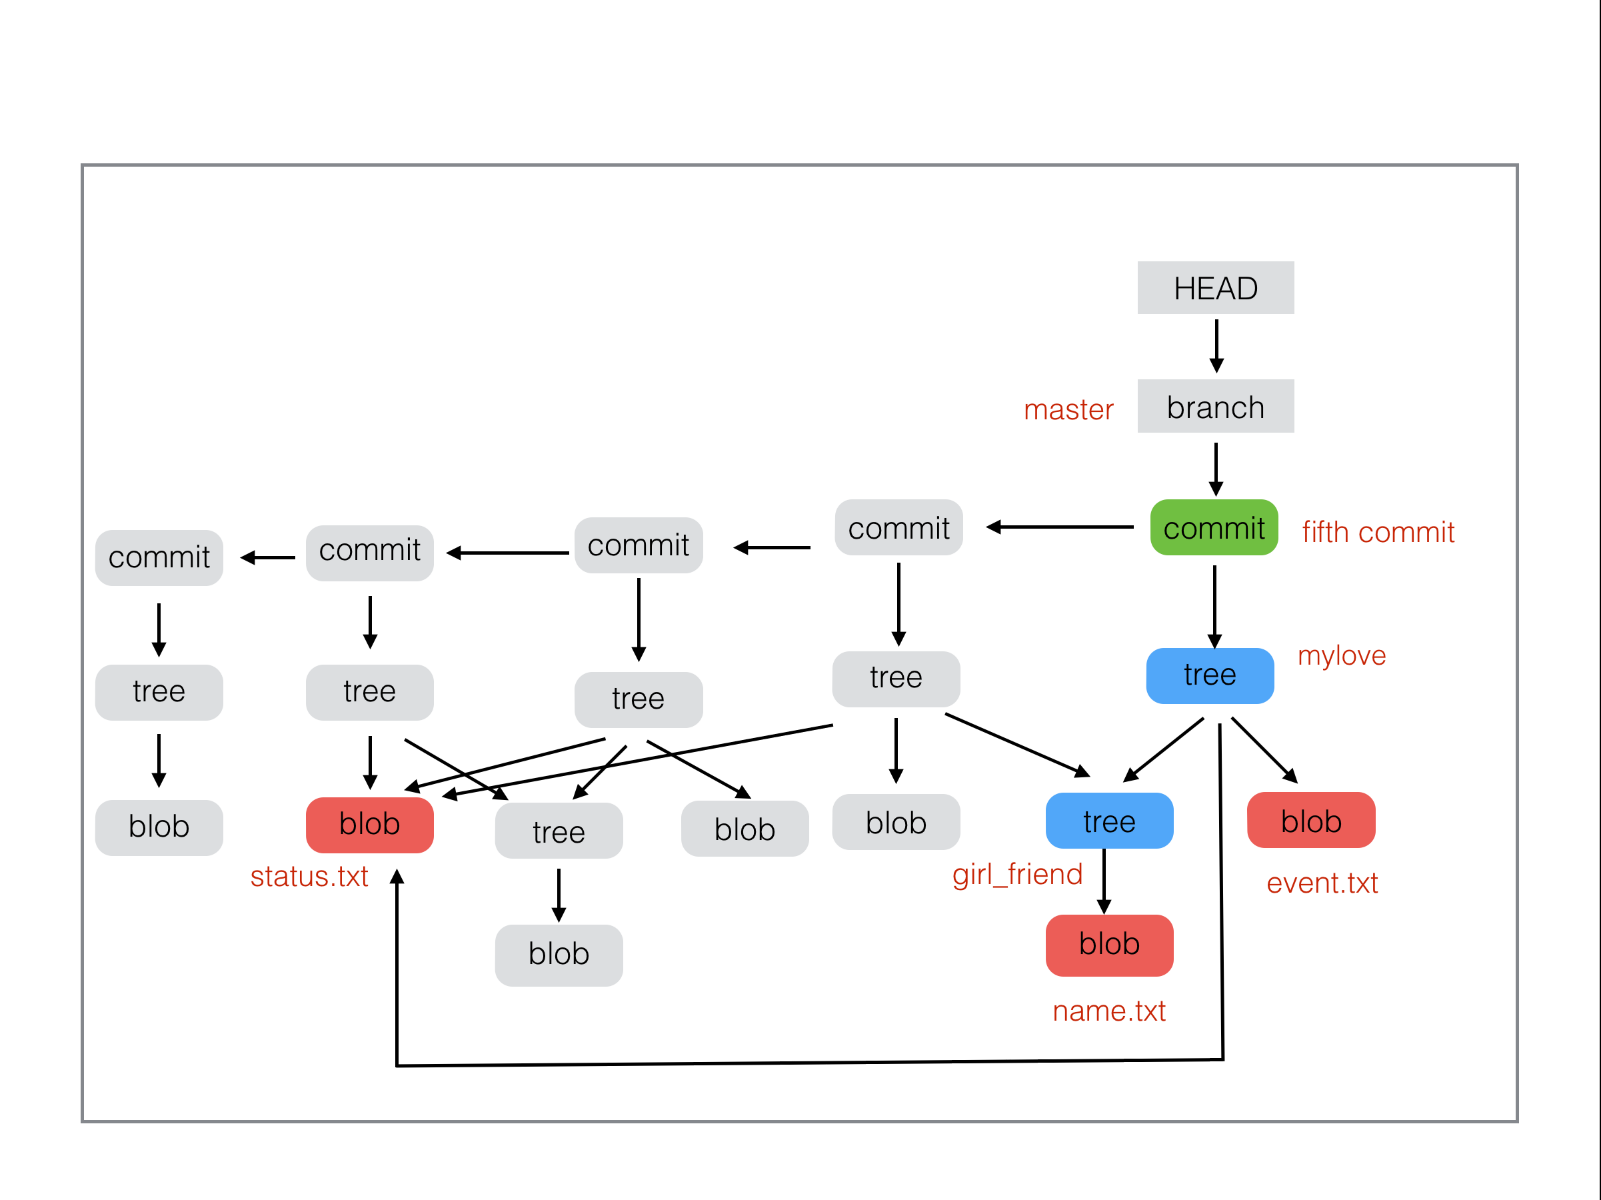 HEAD
master
branch
commit
commit
commit
commit
commit
fifth commit
mylove
tree
tree
tree
tree
tree
blob
blob
status.txt
tree
blob
blob
tree
blob
girl_friend
event.txt
blob
blob
name.txt